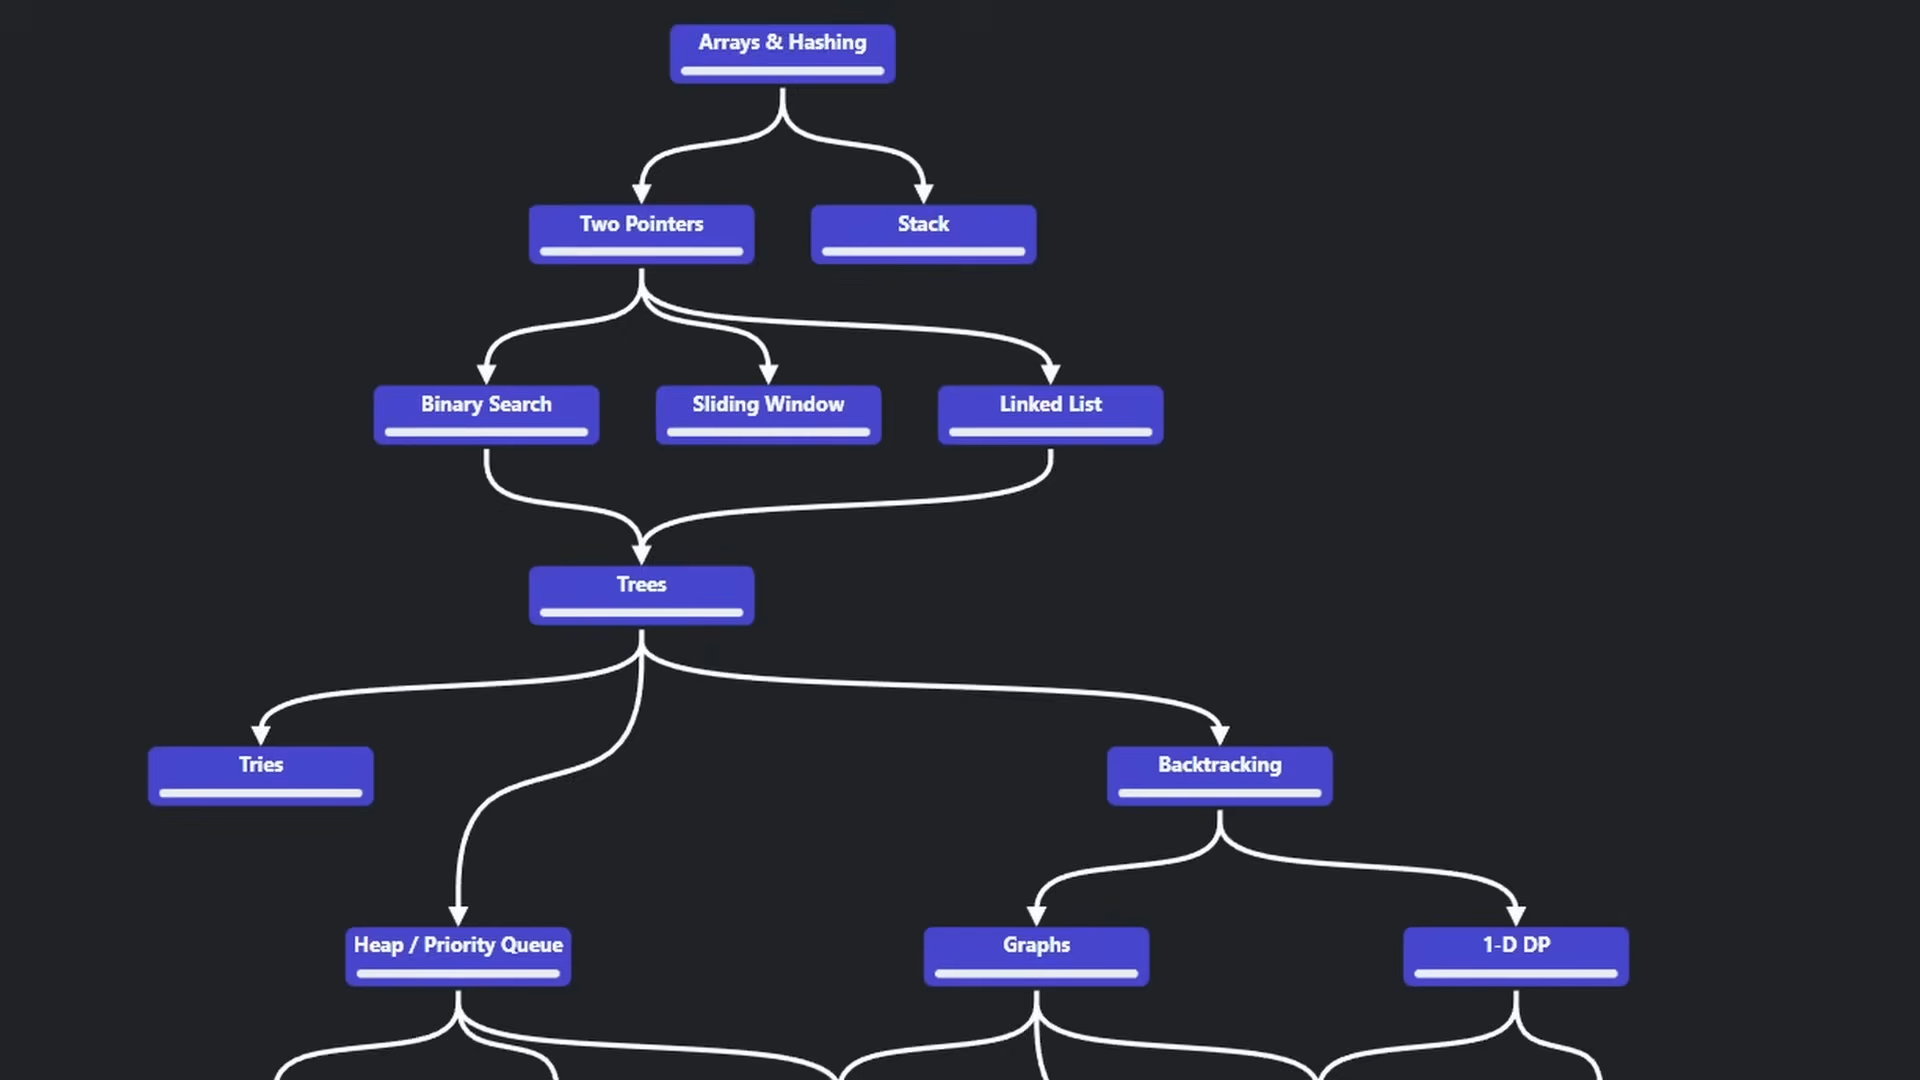 Arrays & Hashing
Two Pointers
Stack
Binary Search
Sliding Window
Linked List
Trees
Tries
Backtracking
Heap / Priority Queue
Graphs
1-D DP